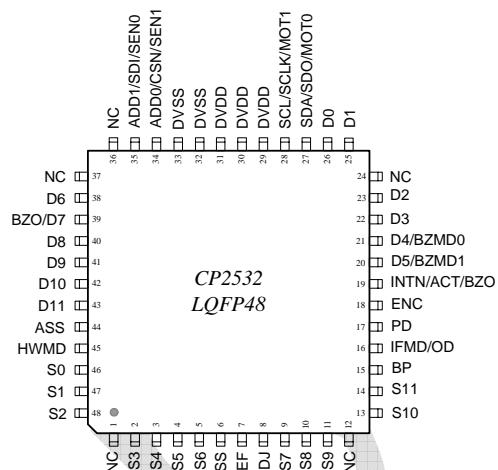 NC
ADD1/SDI/SEN0
ADD0/CSN/SEN1
DVSS
DVSS
DVDD
DVDD
DVDD
SCL/SCLK/MOT1
SDA/SDO/MOT0
D0
D1
36 35 34 33 32 31 30 29 28 27 26 25
NC 37
D6 38
BZO/D7 39
D8 40
D9 41
D10 42
D11 43
ASS 44
HWMD 45
S0 46
S1 47
S2 48
CP2532
LQFP48
24 NC
23 D2
22 D3
21 D4/BZMD0
20 D5/BZMD1
19 INTN/ACT/BZO
18 ENC
17 PD
16 IFMD/OD
15 BP
14 S11
13 S10
1 2 3 4 5 6 7 8 9 10 11 12
NC
S3
S4
S5
S6
SS
EF
DJ
S7
S8
S9
NC